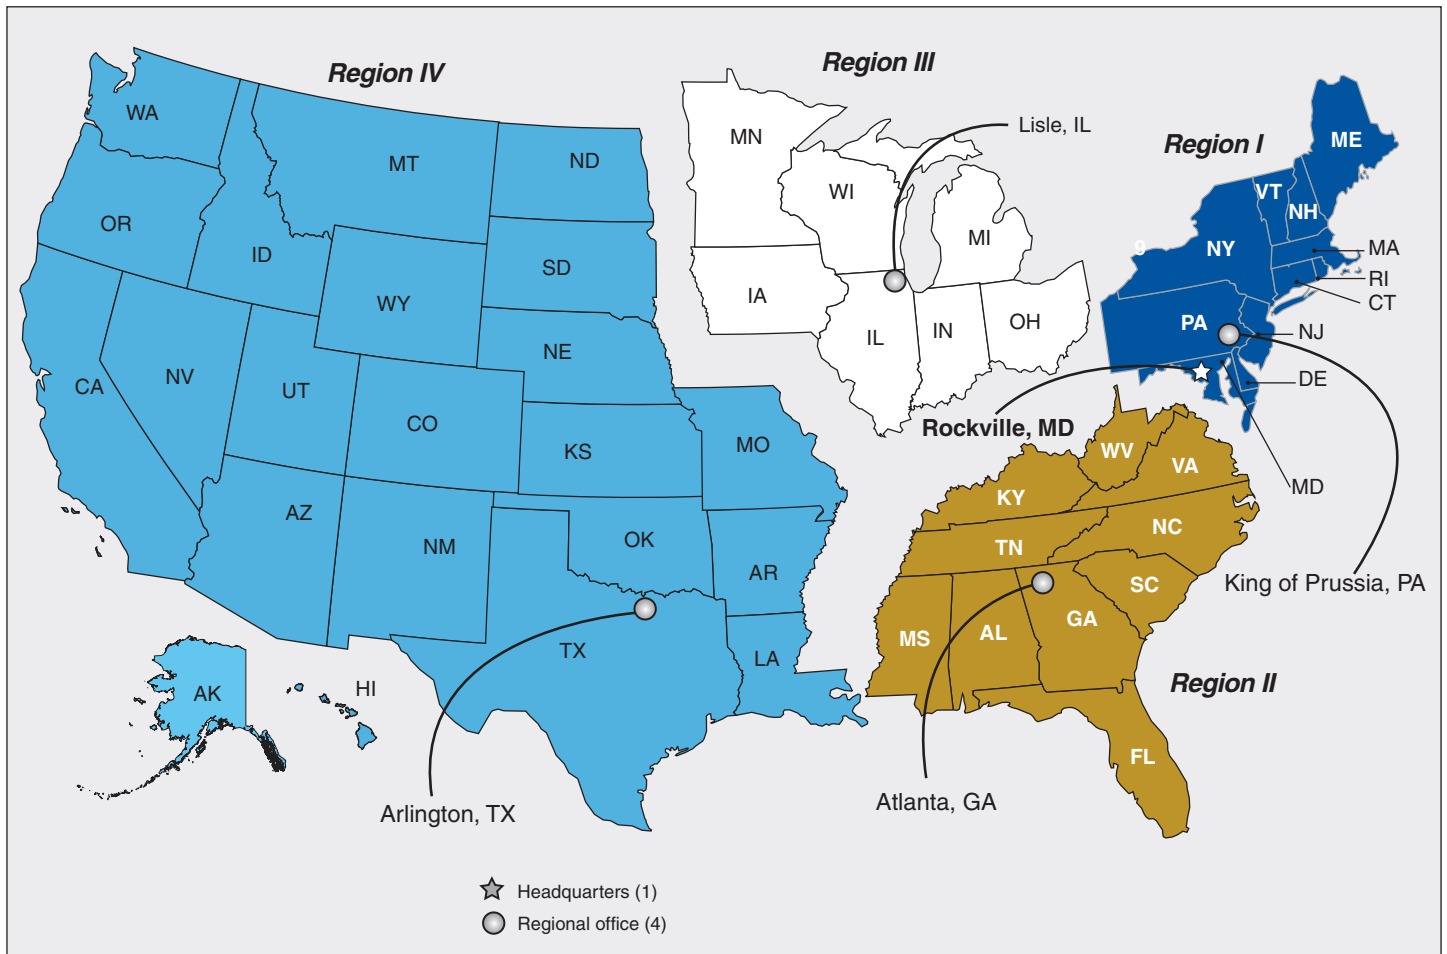 Region IV
Region III
Region I
Lisle, IL
WA
MT
ND
MN
ME
OR
ID
SD
WI
MI
VT
NH
9
NY
MA
RI
CT
WY
IA
NE
IL
IN
OH
PA
NJ
CA
NV
UT
CO
DE
KS
MO
Rockville, MD
WV
VA
MD
KY
AZ
NM
OK
AR
TN
NC
SC
King of Prussia, PA
TX
LA
MS
AL
GA
AK
HI
Region II
FL
Arlington, TX
Atlanta, GA
Headquarters (1)
Regional office (4)